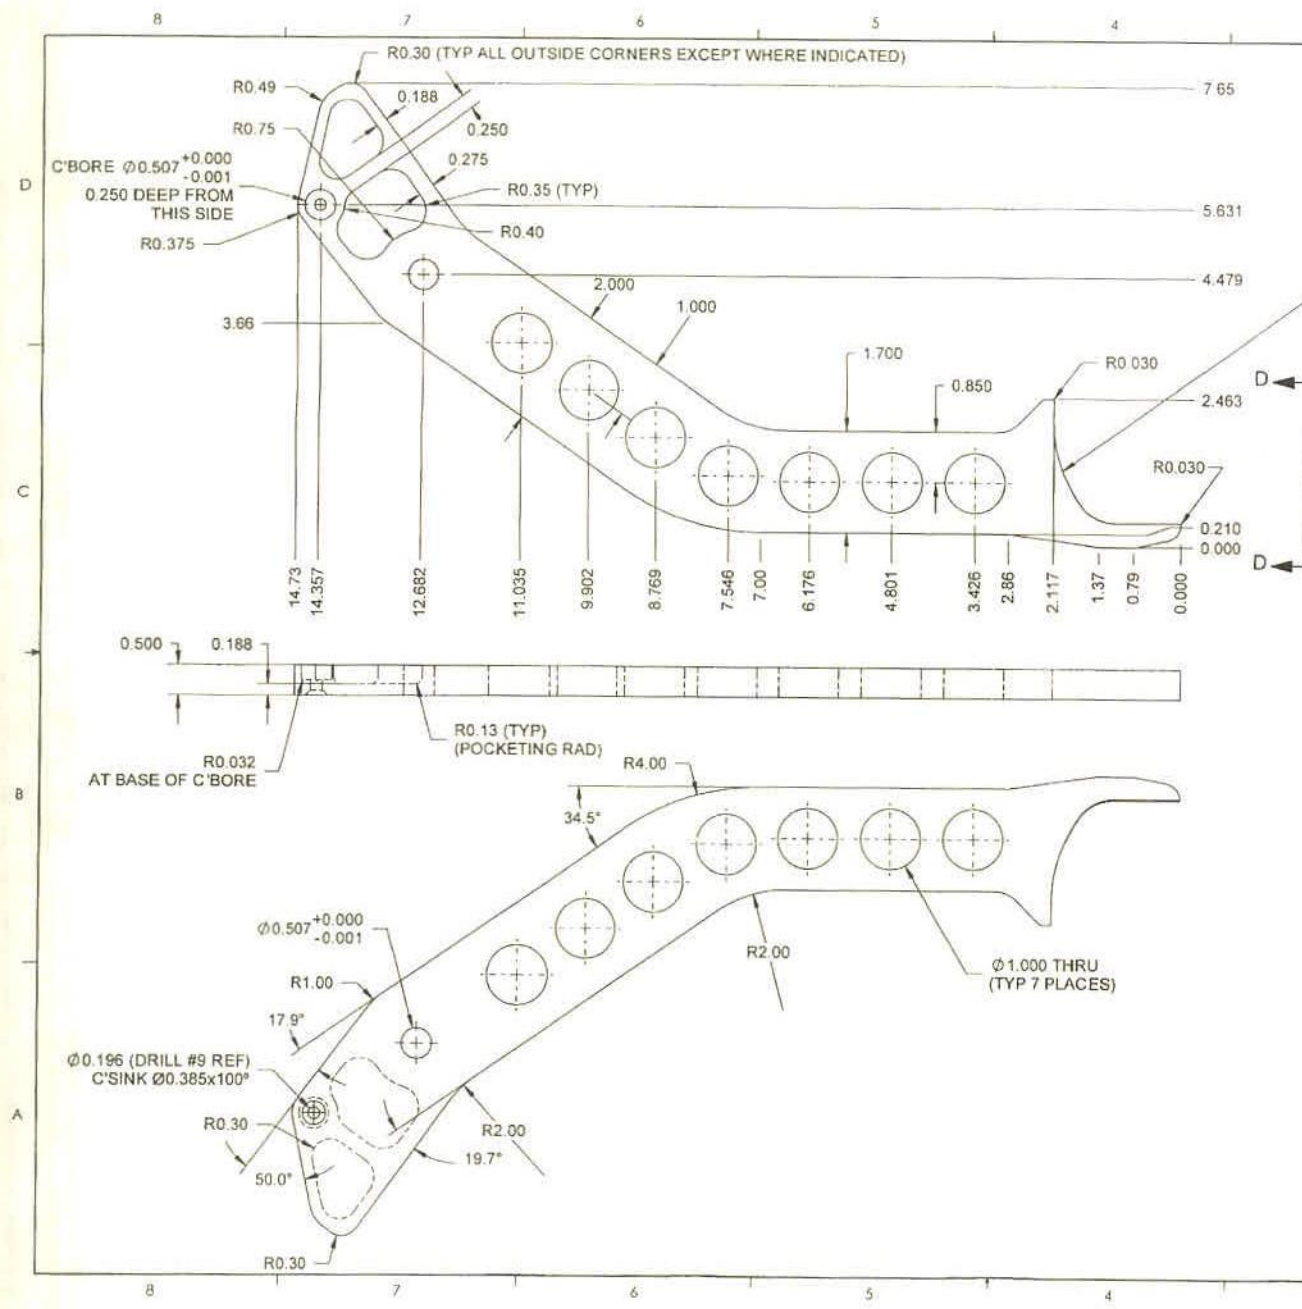 8 7 6 5 4
R0.30 (TYP ALL OUTSIDE CORNERS EXCEPT WHERE INDICATED)
R0.49
0.188
7.65
R0.75
0.250
C'BORE Ø0.507 +0.000
-0.001
0.250 DEEP FROM
THIS SIDE
0.275
D
R0.35 (TYP)
5.631
R0.40
R0.375
4.479
2.000
1.000
3.66
1.700
0.850
R0.030
D
2.463
R0.030
C
0.210
0.000
D
14.73
14.357
12.682
11.035
9.902
8.769
7.546
7.00
6.176
4.801
3.426
2.86
2.117
1.37
0.79
0.000
0.500
0.188
R0.13 (TYP)
(POCKETING RAD)
R0.032
AT BASE OF C'BORE
R4.00
B
34.5°
Ø0.507 +0.000
-0.001
R2.00
Ø1.000 THRU
(TYP 7 PLACES)
R1.00
17.9°
Ø0.196 (DRILL #9 REF)
C'SINK Ø0.385x100°
A
R0.30
R2.00
19.7°
50.0°
R0.30
8 7 6 5 4